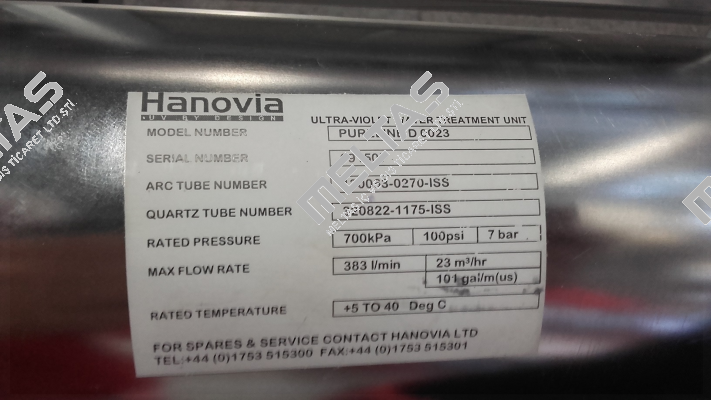 Hanovia
UV BY DESIGN
ULTRA-VIOLET WATER TREATMENT UNIT
MODEL NUMBER D 0023
SERIAL NUMBER
ARC TUBE NUMBER
QUARTZ TUBE NUMBER 320822-1175-ISS
RATED PRESSURE 700kPa 100psi 7 bar
MAX FLOW RATE 383 l/min 23 m³/hr
101 gal/m(us)
RATED TEMPERATURE +5 TO 40 Deg C
FOR SPARES & SERVICE CONTACT HANOVIA LTD
TEL:+44 (0)1753 515300 FAX:+44 (0)1753 515301
MELTAS